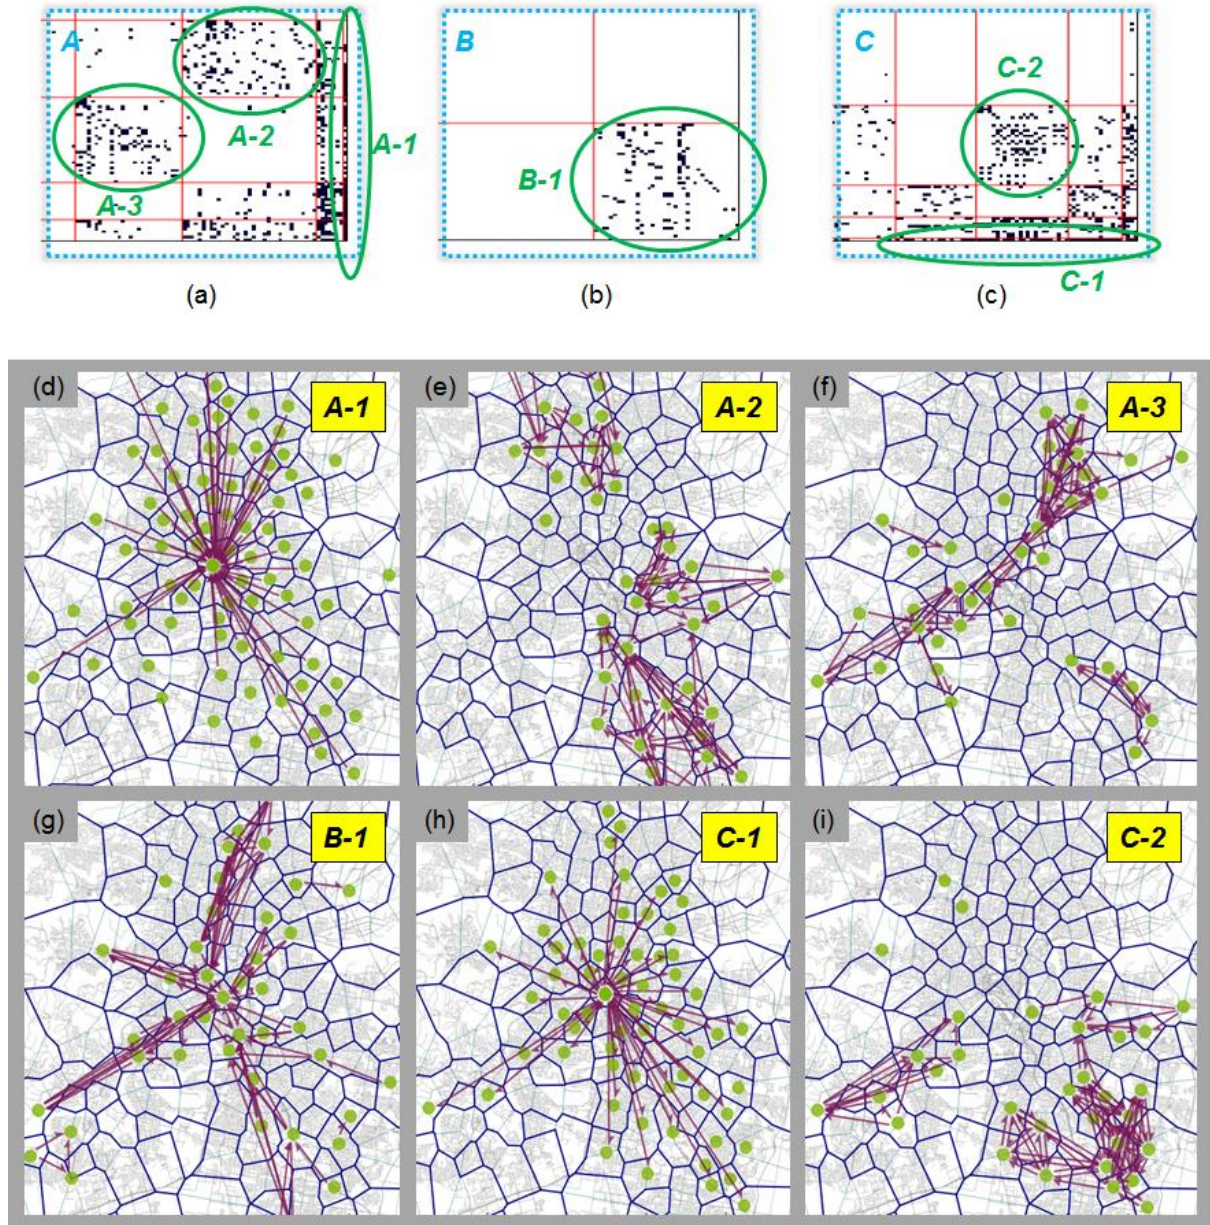 A
A-2
A-1
A-3
B
B-1
C
C-2
C-1
(a)
(b)
(c)
(d)
A-1
(e)
A-2
(f)
A-3
(g)
B-1
(h)
C-1
(i)
C-2